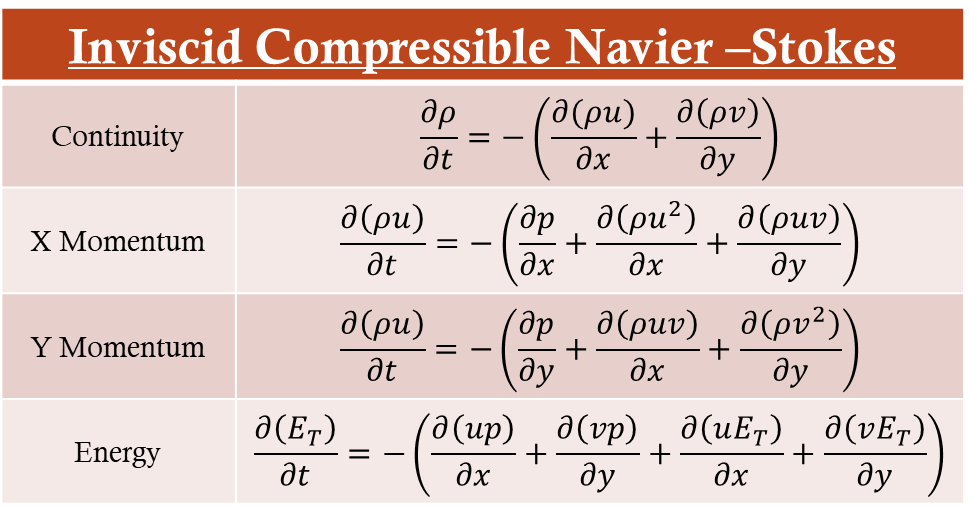 Inviscid Compressible Navier –Stokes
Continuity ∂ρ/∂t = −(∂(ρu)/∂x + ∂(ρv)/∂y)
X Momentum ∂(ρu)/∂t = −(∂p/∂x + ∂(ρu²)/∂x + ∂(ρuv)/∂y)
Y Momentum ∂(ρu)/∂t = −(∂p/∂y + ∂(ρuv)/∂x + ∂(ρv²)/∂y)
Energy ∂(E_T)/∂t = −(∂(up)/∂x + ∂(vp)/∂y + ∂(uE_T)/∂x + ∂(vE_T)/∂y)